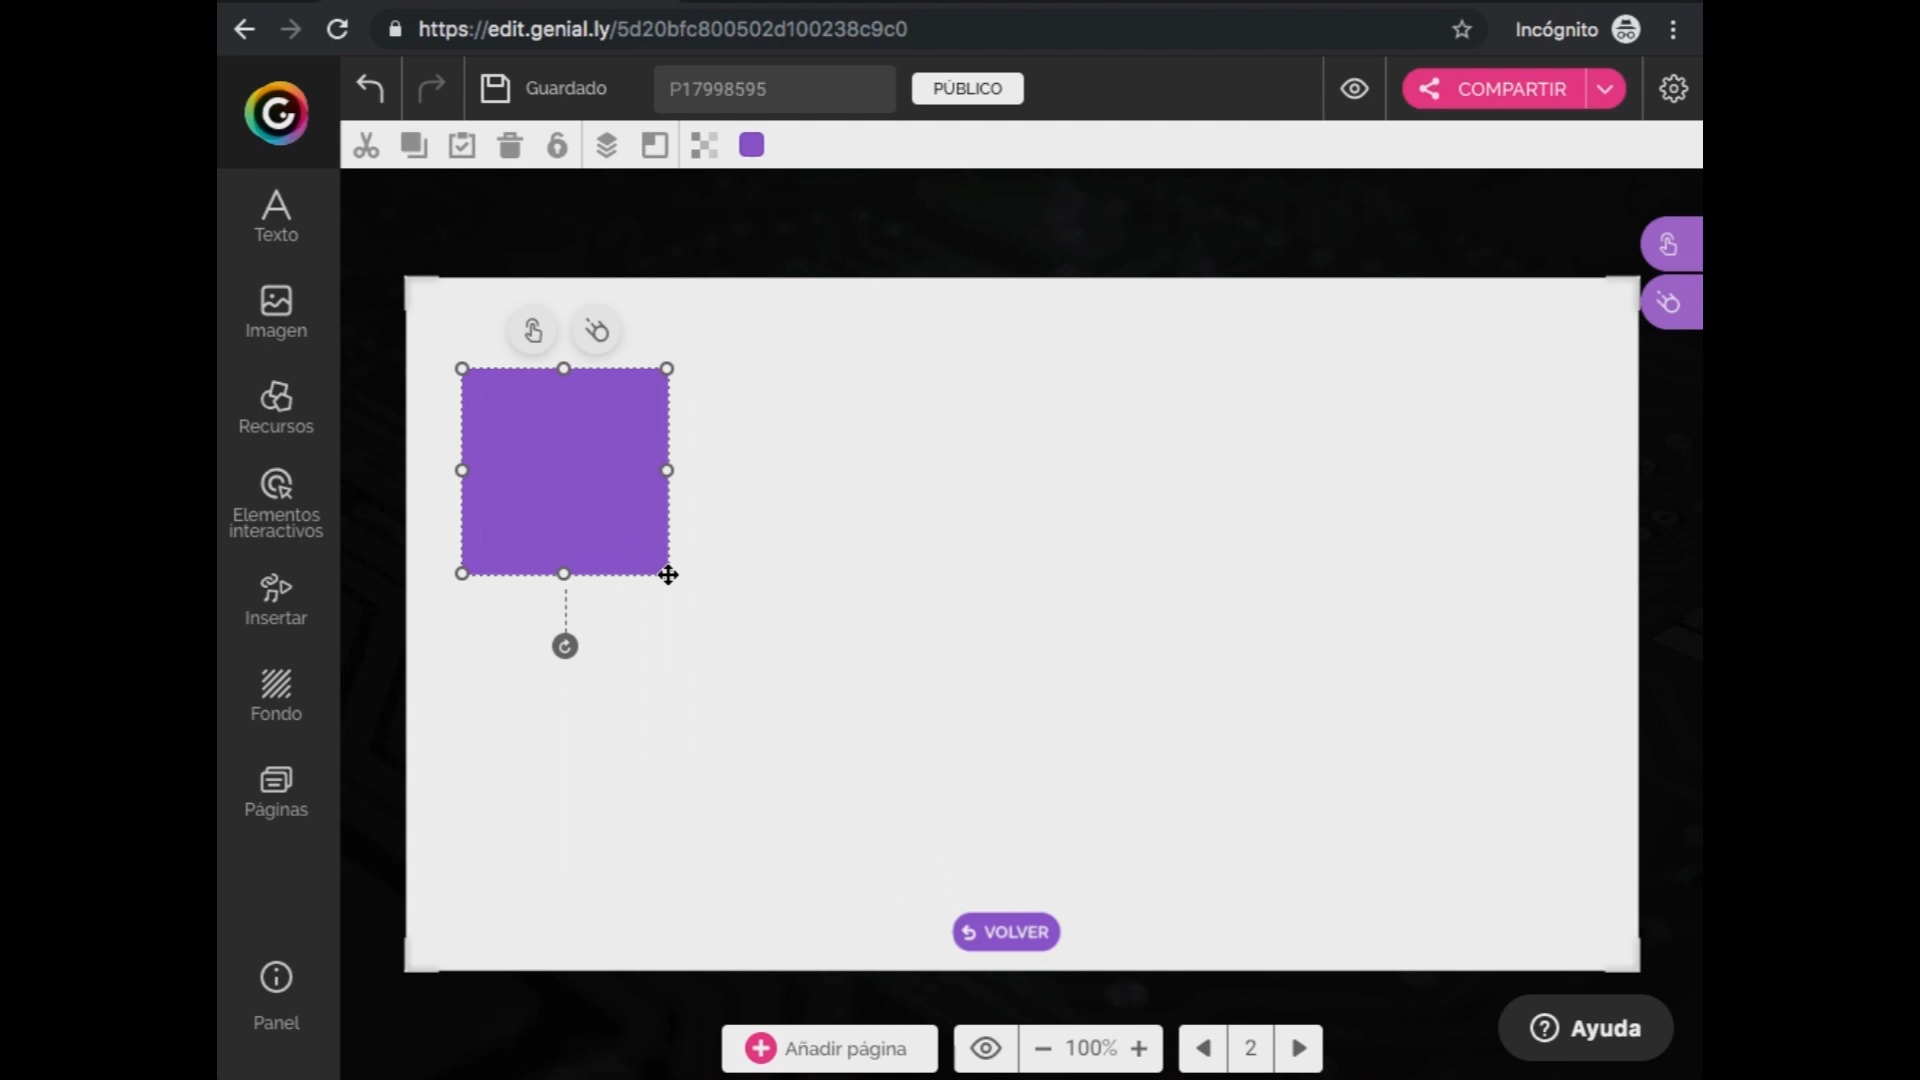 https://edit.genial.ly/5d20bfc800502d100238c9c0
Incógnito
Guardado
P17998595
PÚBLICO
COMPARTIR
Texto
Imagen
Recursos
Elementos
interactivos
Insertar
Fondo
Páginas
Panel
VOLVER
Añadir página
100%
2
Ayuda